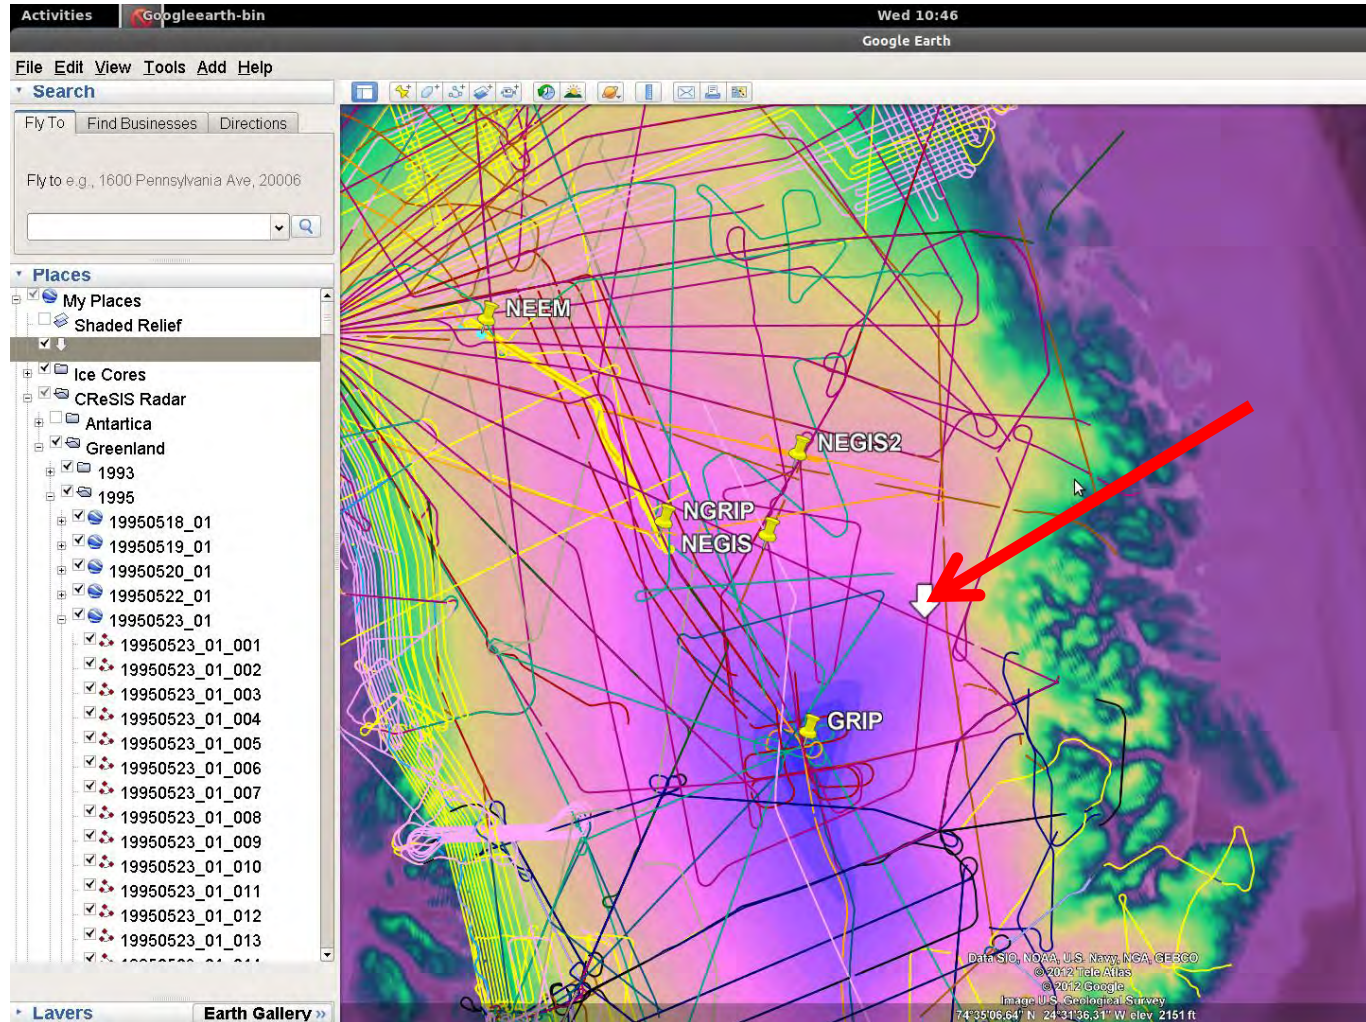 Activities Googleearth-bin Wed 10:46
Google Earth
File Edit View Tools Add Help
Search
Fly To Find Businesses Directions
Fly to e.g., 1600 Pennsylvania Ave, 20006
Places
My Places
Shaded Relief
Ice Cores
CReSIS Radar
Antartica
Greenland
1993
1995
19950518_01
19950519_01
19950520_01
19950522_01
19950523_01
19950523_01_001
19950523_01_002
19950523_01_003
19950523_01_004
19950523_01_005
19950523_01_006
19950523_01_007
19950523_01_008
19950523_01_009
19950523_01_010
19950523_01_011
19950523_01_012
19950523_01_013
Layers Earth Gallery »
NEEM
NEGIS2
NGRIP
NEGIS
GRIP
Data SIO, NOAA, U.S. Navy, NGA, GEBCO
© 2012 Tele Atlas
© 2012 Google
Image U.S. Geological Survey
74°35'06.64" N 24°31'36.31" W elev 2151 ft